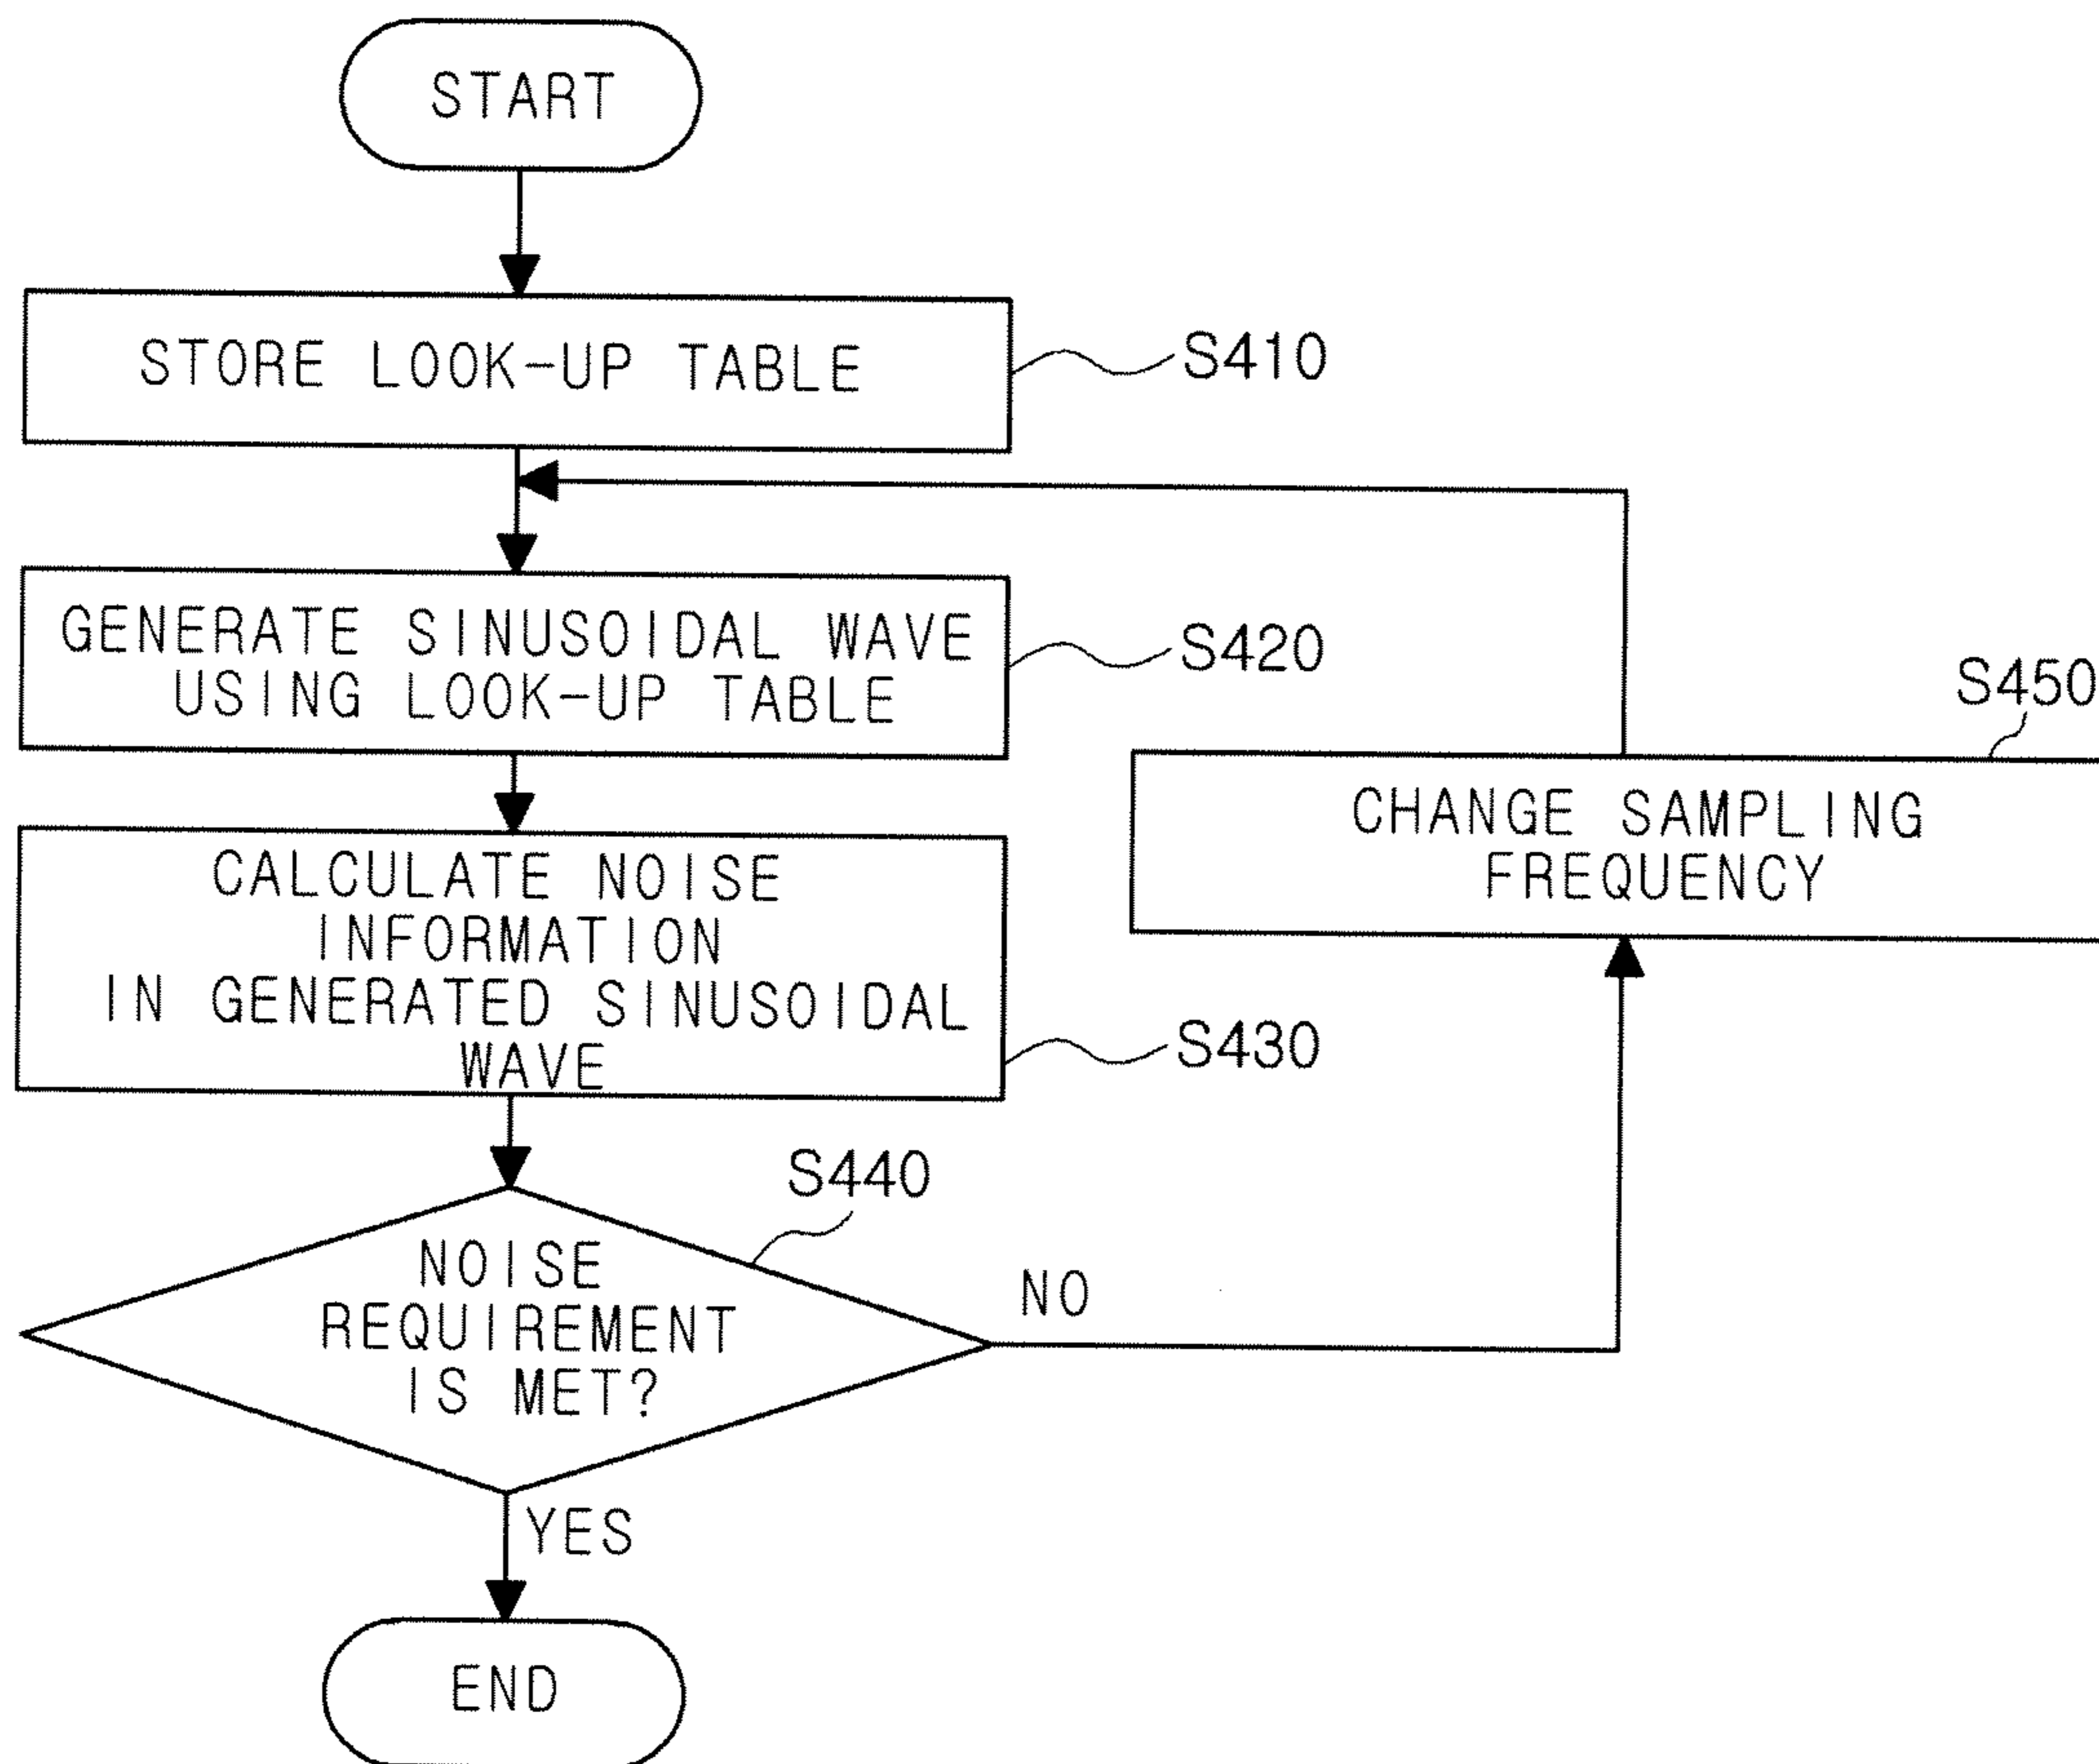 START
STORE LOOK-UP TABLE
S410
GENERATE SINUSOIDAL WAVE
USING LOOK-UP TABLE
S420
S450
CHANGE SAMPLING
FREQUENCY
CALCULATE NOISE
INFORMATION
IN GENERATED SINUSOIDAL
WAVE
S430
S440
NOISE
REQUIREMENT
IS MET?
NO
YES
END